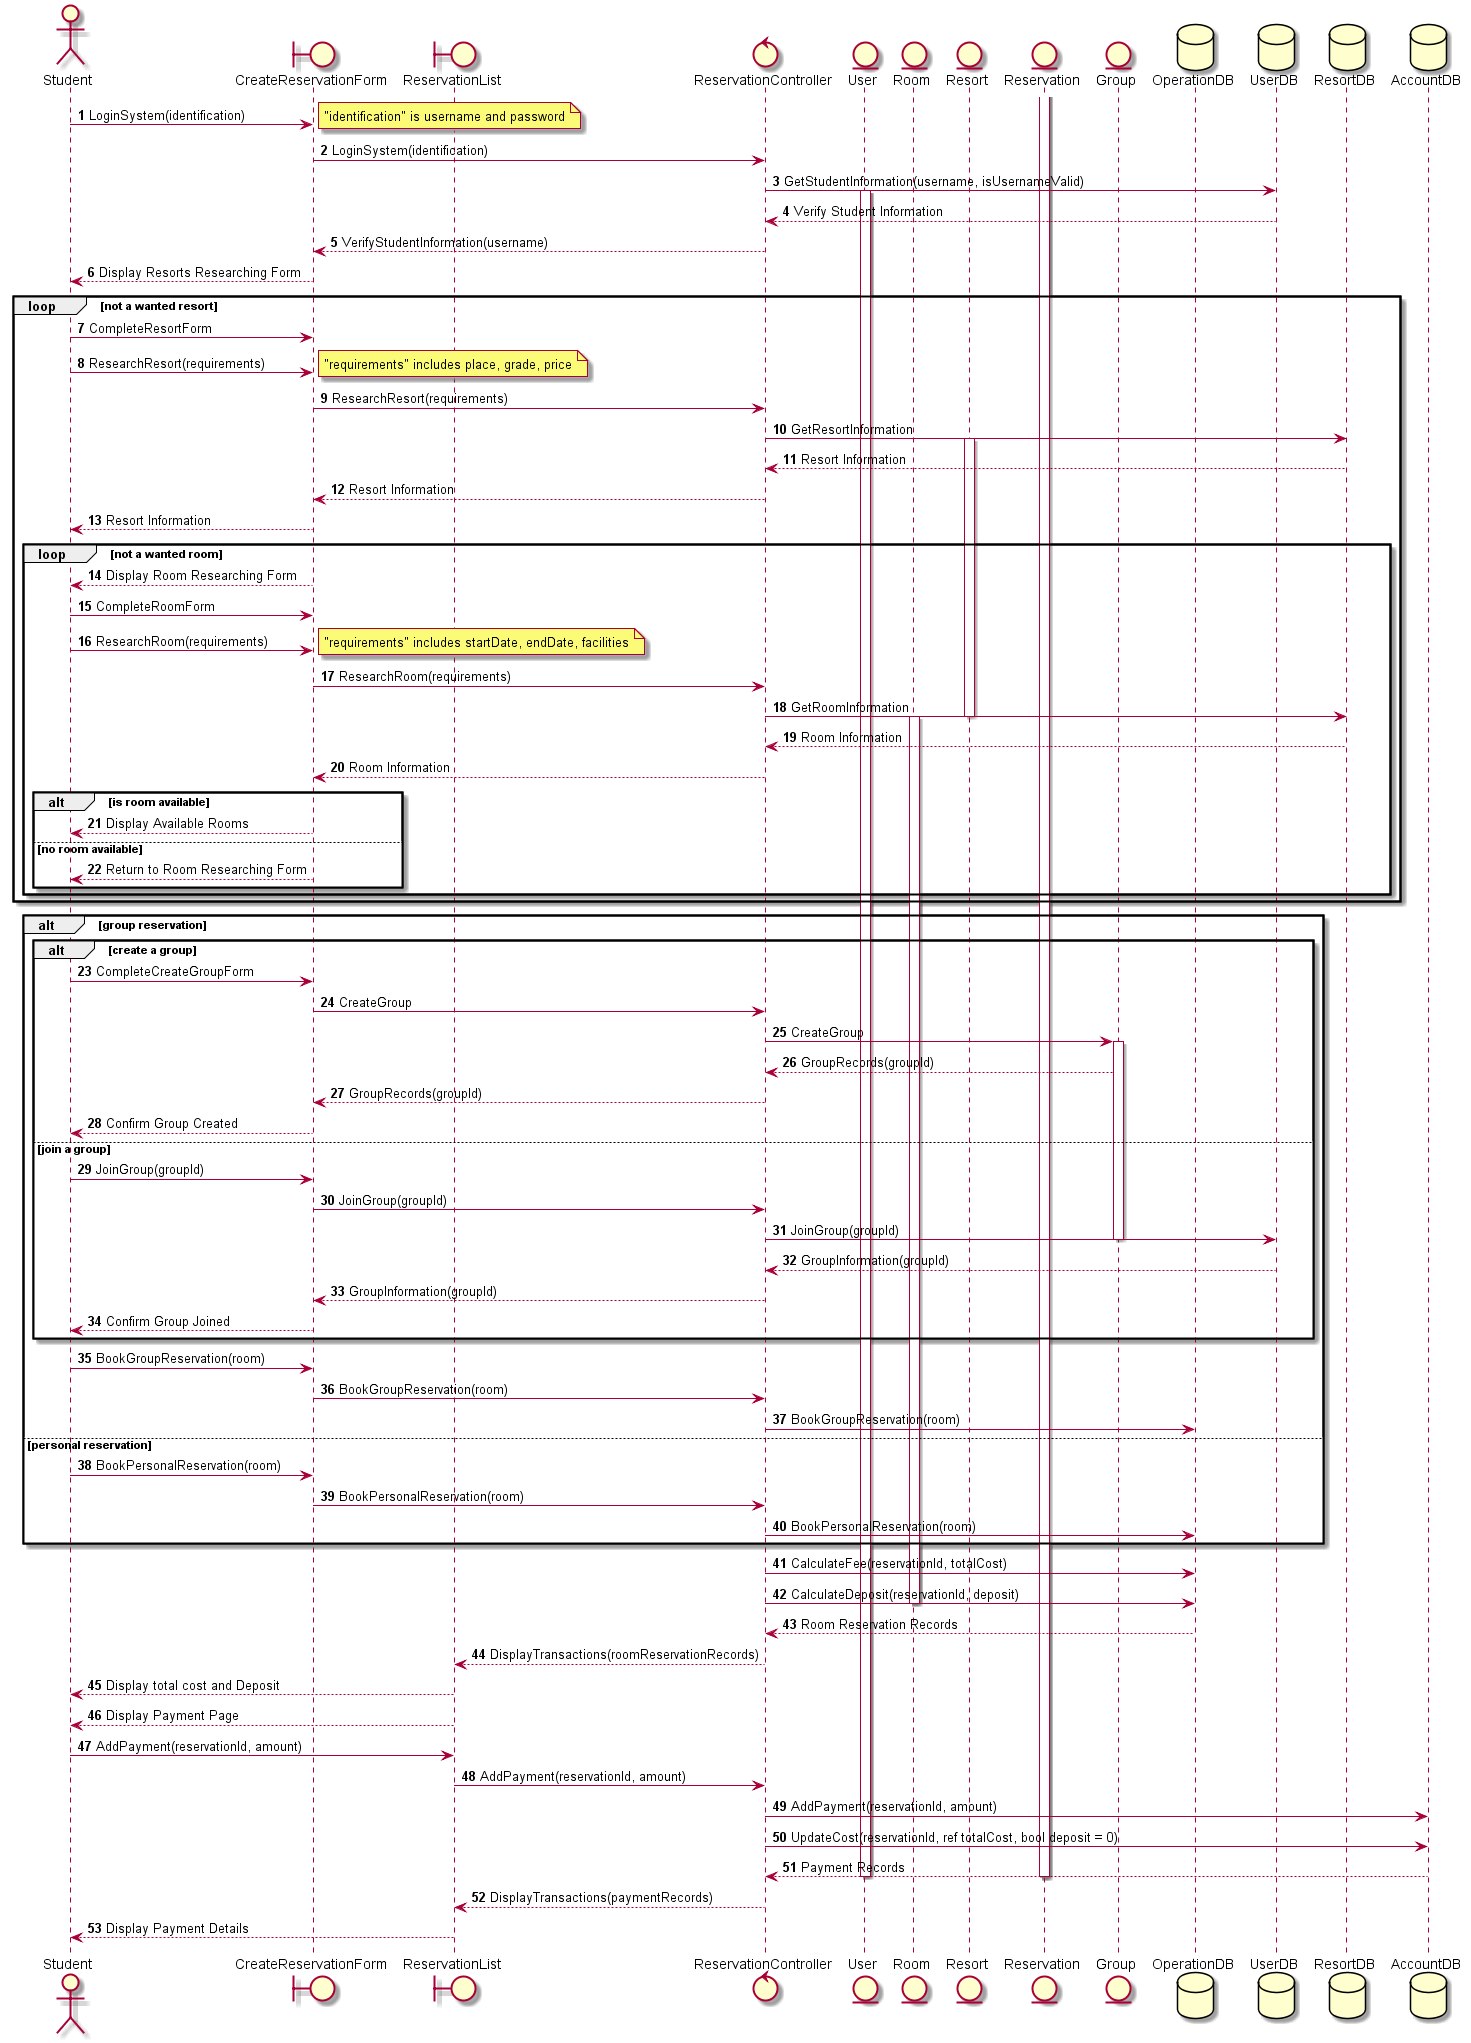 Student
CreateReservationForm
ReservationList
ReservationController
User
Room
Resort
Reservation
Group
OperationDB
UserDB
ResortDB
AccountDB
1 LoginSystem(identification)
"identification" is username and password
2 LoginSystem(identification)
3 GetStudentInformation(username, isUsernameValid)
4 Verify Student Information
5 VerifyStudentInformation(username)
6 Display Resorts Researching Form
loop [not a wanted resort]
7 CompleteResortForm
8 ResearchResort(requirements)
"requirements" includes place, grade, price
9 ResearchResort(requirements)
10 GetResortInformation
11 Resort Information
12 Resort Information
13 Resort Information
loop [not a wanted room]
14 Display Room Researching Form
15 CompleteRoomForm
16 ResearchRoom(requirements)
"requirements" includes startDate, endDate, facilities
17 ResearchRoom(requirements)
18 GetRoomInformation
19 Room Information
20 Room Information
alt [is room available]
21 Display Available Rooms
[no room available]
22 Return to Room Researching Form
alt [group reservation]
alt [create a group]
23 CompleteCreateGroupForm
24 CreateGroup
25 CreateGroup
26 GroupRecords(groupId)
27 GroupRecords(groupId)
28 Confirm Group Created
[join a group]
29 JoinGroup(groupId)
30 JoinGroup(groupId)
31 JoinGroup(groupId)
32 GroupInformation(groupId)
33 GroupInformation(groupId)
34 Confirm Group Joined
35 BookGroupReservation(room)
36 BookGroupReservation(room)
37 BookGroupReservation(room)
[personal reservation]
38 BookPersonalReservation(room)
39 BookPersonalReservation(room)
40 BookPersonalReservation(room)
41 CalculateFee(reservationId, totalCost)
42 CalculateDeposit(reservationId, deposit)
43 Room Reservation Records
44 DisplayTransactions(roomReservationRecords)
45 Display total cost and Deposit
46 Display Payment Page
47 AddPayment(reservationId, amount)
48 AddPayment(reservationId, amount)
49 AddPayment(reservationId, amount)
50 UpdateCost(reservationId, ref totalCost, bool deposit = 0)
51 Payment Records
52 DisplayTransactions(paymentRecords)
53 Display Payment Details
Student
CreateReservationForm
ReservationList
ReservationController
User
Room
Resort
Reservation
Group
OperationDB
UserDB
ResortDB
AccountDB